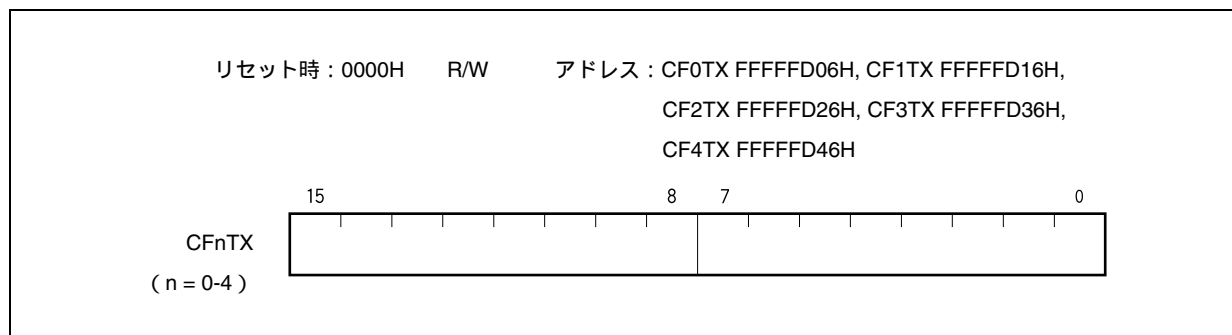 リセット時：0000H R/W アドレス：CF0TX FFFFFD06H, CF1TX FFFFFD16H,
CF2TX FFFFFD26H, CF3TX FFFFFD36H,
CF4TX FFFFFD46H
15 8 7 0
CFnTX
（n = 0-4）